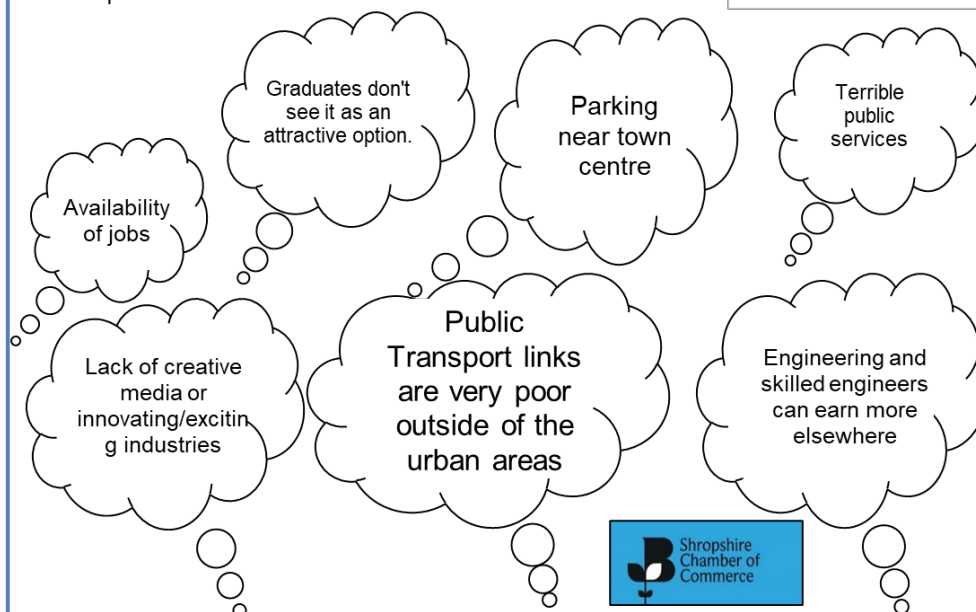 Graduates don't
see it as an
attractive option.
Parking
near town
centre
Terrible
public
services
Availability
of jobs
Lack of creative
media or
innovating/excitin
g industries
Public
Transport links
are very poor
outside of the
urban areas
Engineering and
skilled engineers
can earn more
elsewhere
Shropshire
Chamber of
Commerce